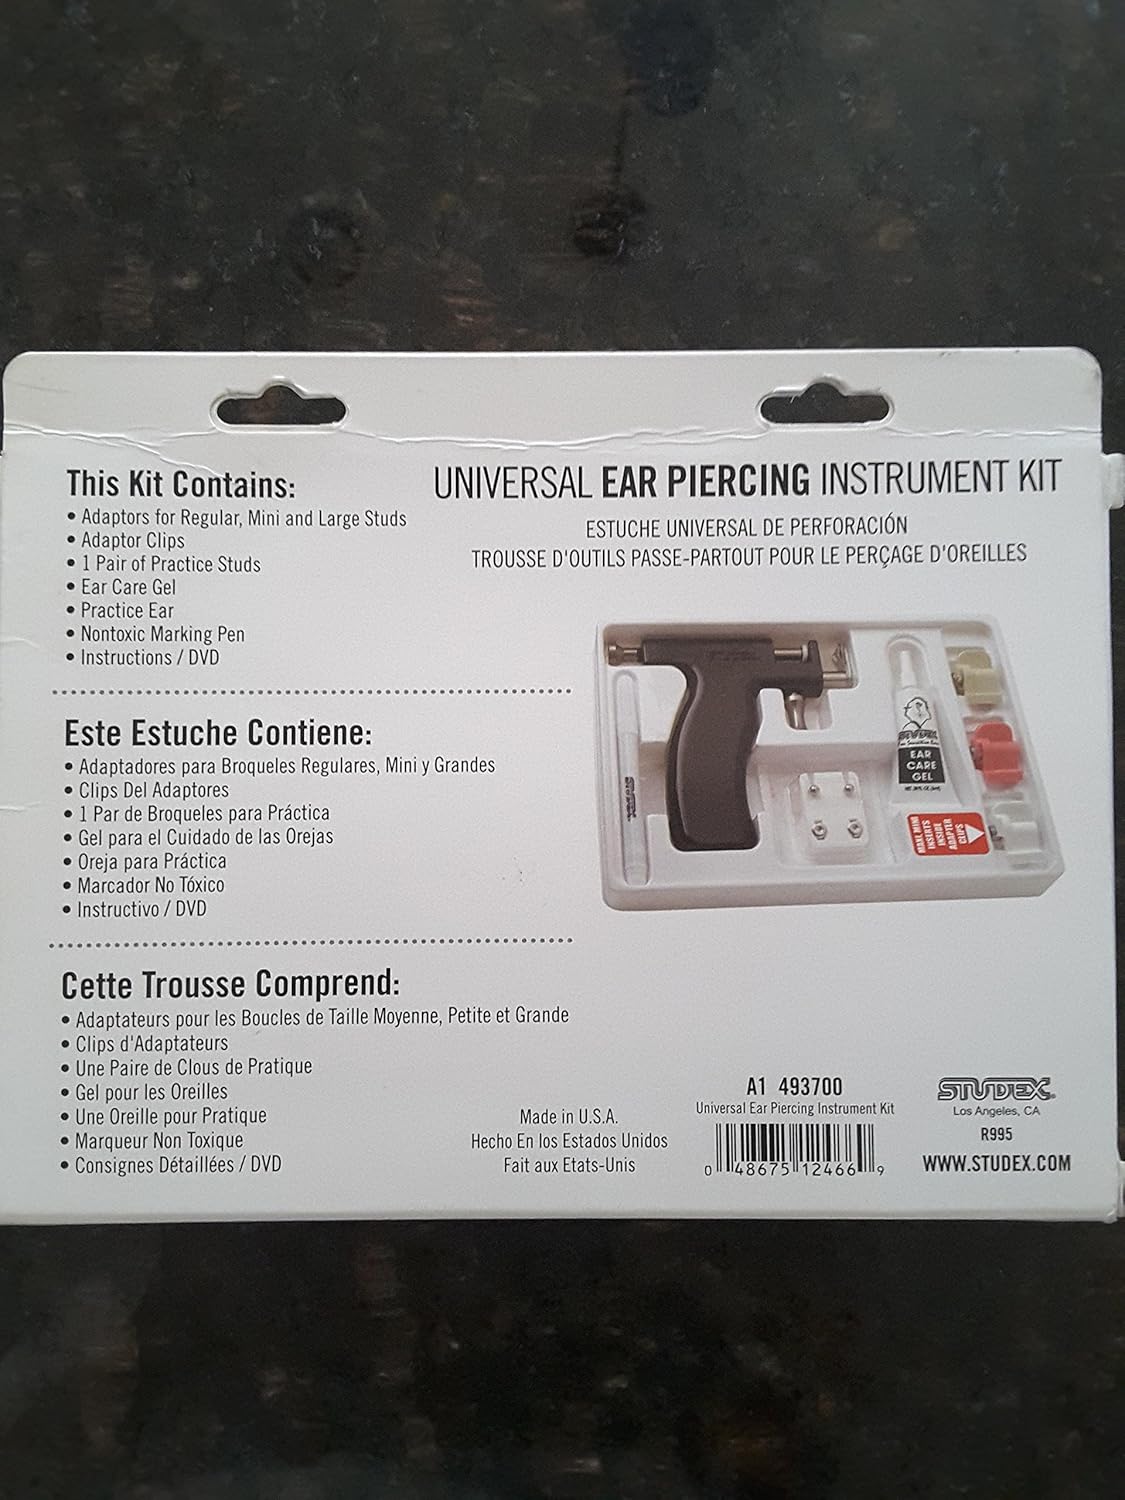 This Kit Contains:
• Adaptors for Regular, Mini and Large Studs
• Adaptor Clips
• 1 Pair of Practice Studs
• Ear Care Gel
• Practice Ear
• Nontoxic Marking Pen
• Instructions / DVD
Este Estuche Contiene:
• Adaptadores para Broqueles Regulares, Mini y Grandes
• Clips Del Adaptores
• 1 Par de Broqueles para Práctica
• Gel para el Cuidado de las Orejas
• Oreja para Práctica
• Marcador No Tóxico
• Instructivo / DVD
Cette Trousse Comprend:
• Adaptateurs pour les Boucles de Taille Moyenne, Petite et Grande
• Clips d'Adaptateurs
• Une Paire de Clous de Pratique
• Gel pour les Oreilles
• Une Oreille pour Pratique
• Marqueur Non Toxique
• Consignes Détaillées / DVD
UNIVERSAL EAR PIERCING INSTRUMENT KIT
ESTUCHE UNIVERSAL DE PERFORACIÓN
TROUSSE D'OUTILS PASSE-PARTOUT POUR LE PERÇAGE D'OREILLES
STUDEX
STUDEX
EAR
CARE
GEL
MINI
INSERTS
INSIDE
ADAPTER
CLIPS
Made in U.S.A.
Hecho En los Estados Unidos
Fait aux Etats-Unis
A1 493700
Universal Ear Piercing Instrument Kit
0 48675 12466 9
STUDEX
Los Angeles, CA
R995
WWW.STUDEX.COM